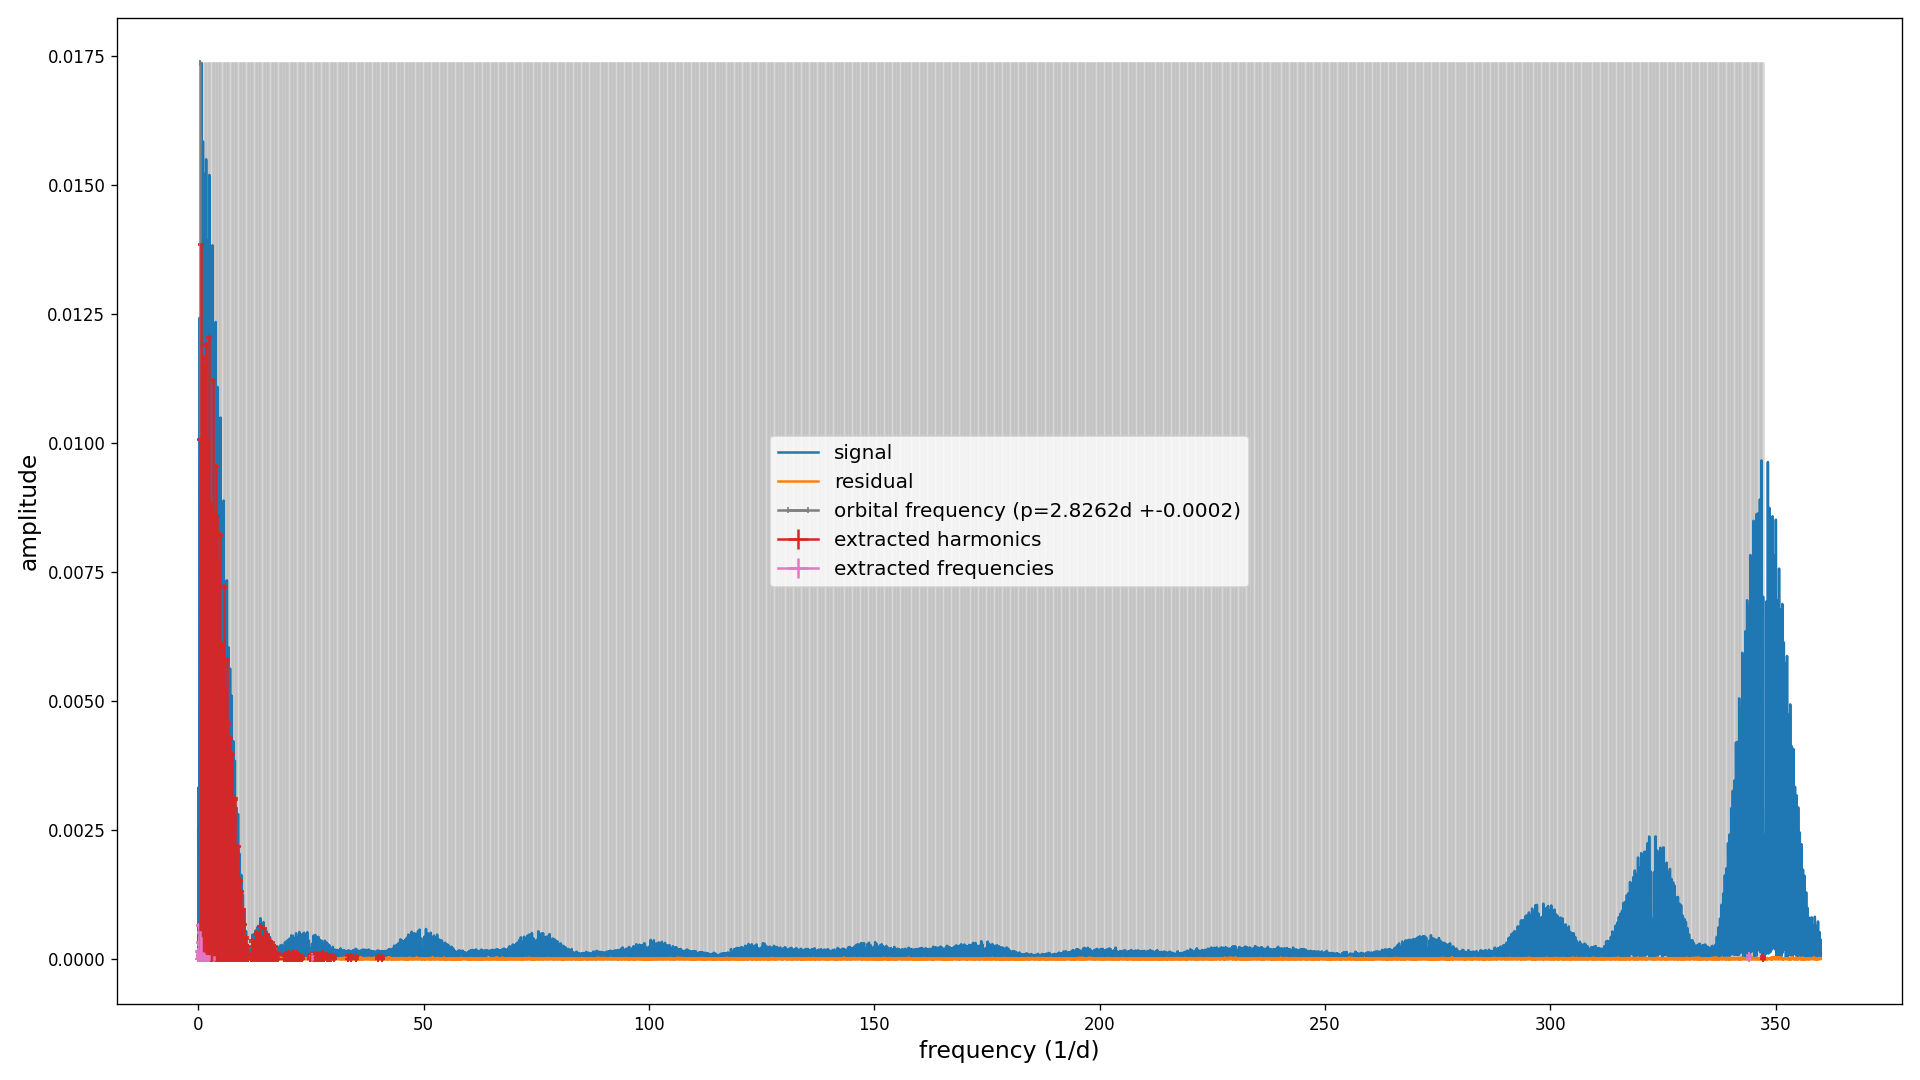 0.0175
0.0150
0.0125
0.0100
0.0075
0.0050
0.0025
0.0000
amplitude
signal
residual
orbital frequency (p=2.8262d +-0.0002)
extracted harmonics
extracted frequencies
0 50 100 150 200 250 300 350
frequency (1/d)